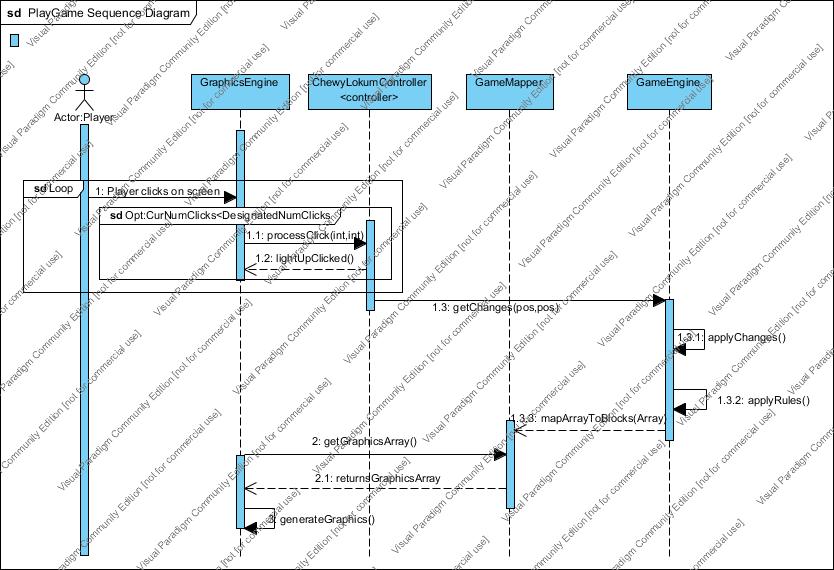 sd PlayGame Sequence Diagram
GraphicsEngine
ChewyLokumController
<controller>
GameMapper
GameEngine
Actor:Player
sd Loop
1: Player clicks on screen
sd Opt:CurNumClicks<DesignatedNumClicks
1.1: processClick(int,int)
1.2: lightUpClicked()
1.3: getChanges(pos,pos)
1.3.1: applyChanges()
1.3.2: applyRules()
1.3.3: mapArrayToBlocks(Array)
2: getGraphicsArray()
2.1: returnsGraphicsArray
3: generateGraphics()
Visual Paradigm Community Edition [not for commercial use]